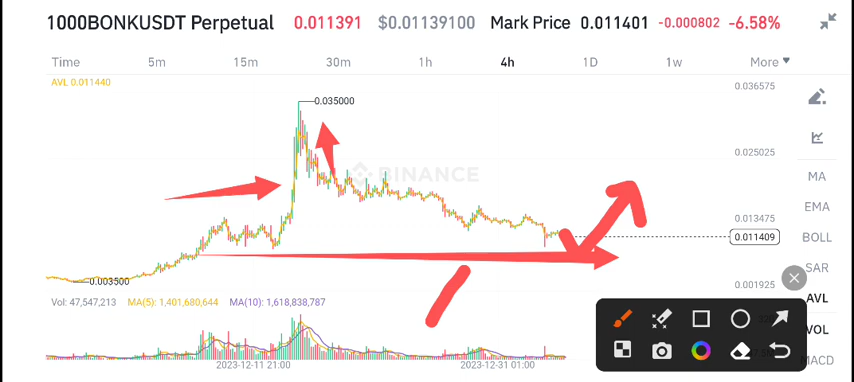 1000BONKUSDT Perpetual 0.011391 $0.01139100 Mark Price 0.011401 -0.000802 -6.58%
Time 5m 15m 30m 1h 4h 1D 1w More
AVL 0.011440
0.036575
0.035000
0.025025
BINANCE
MA
EMA
0.013475
0.011409
BOLL
SAR
0.003500
0.001925
AVL
Vol: 47,547,213 MA(5): 1,401,680,644 MA(10): 1,618,838,787
VOL
MACD
2023-12-11 21:00 2023-12-31 01:00